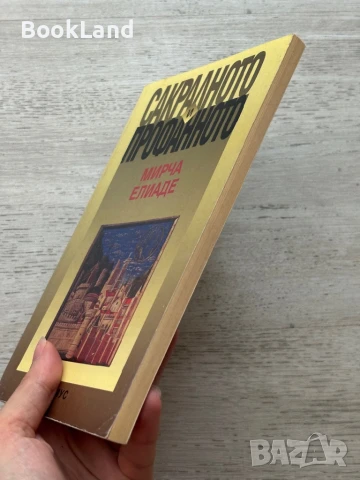 BookLand
САКРАЛНОТО
и
ПРОФАННОТО
МИРЧА
ЕЛИАДЕ
BAZAR